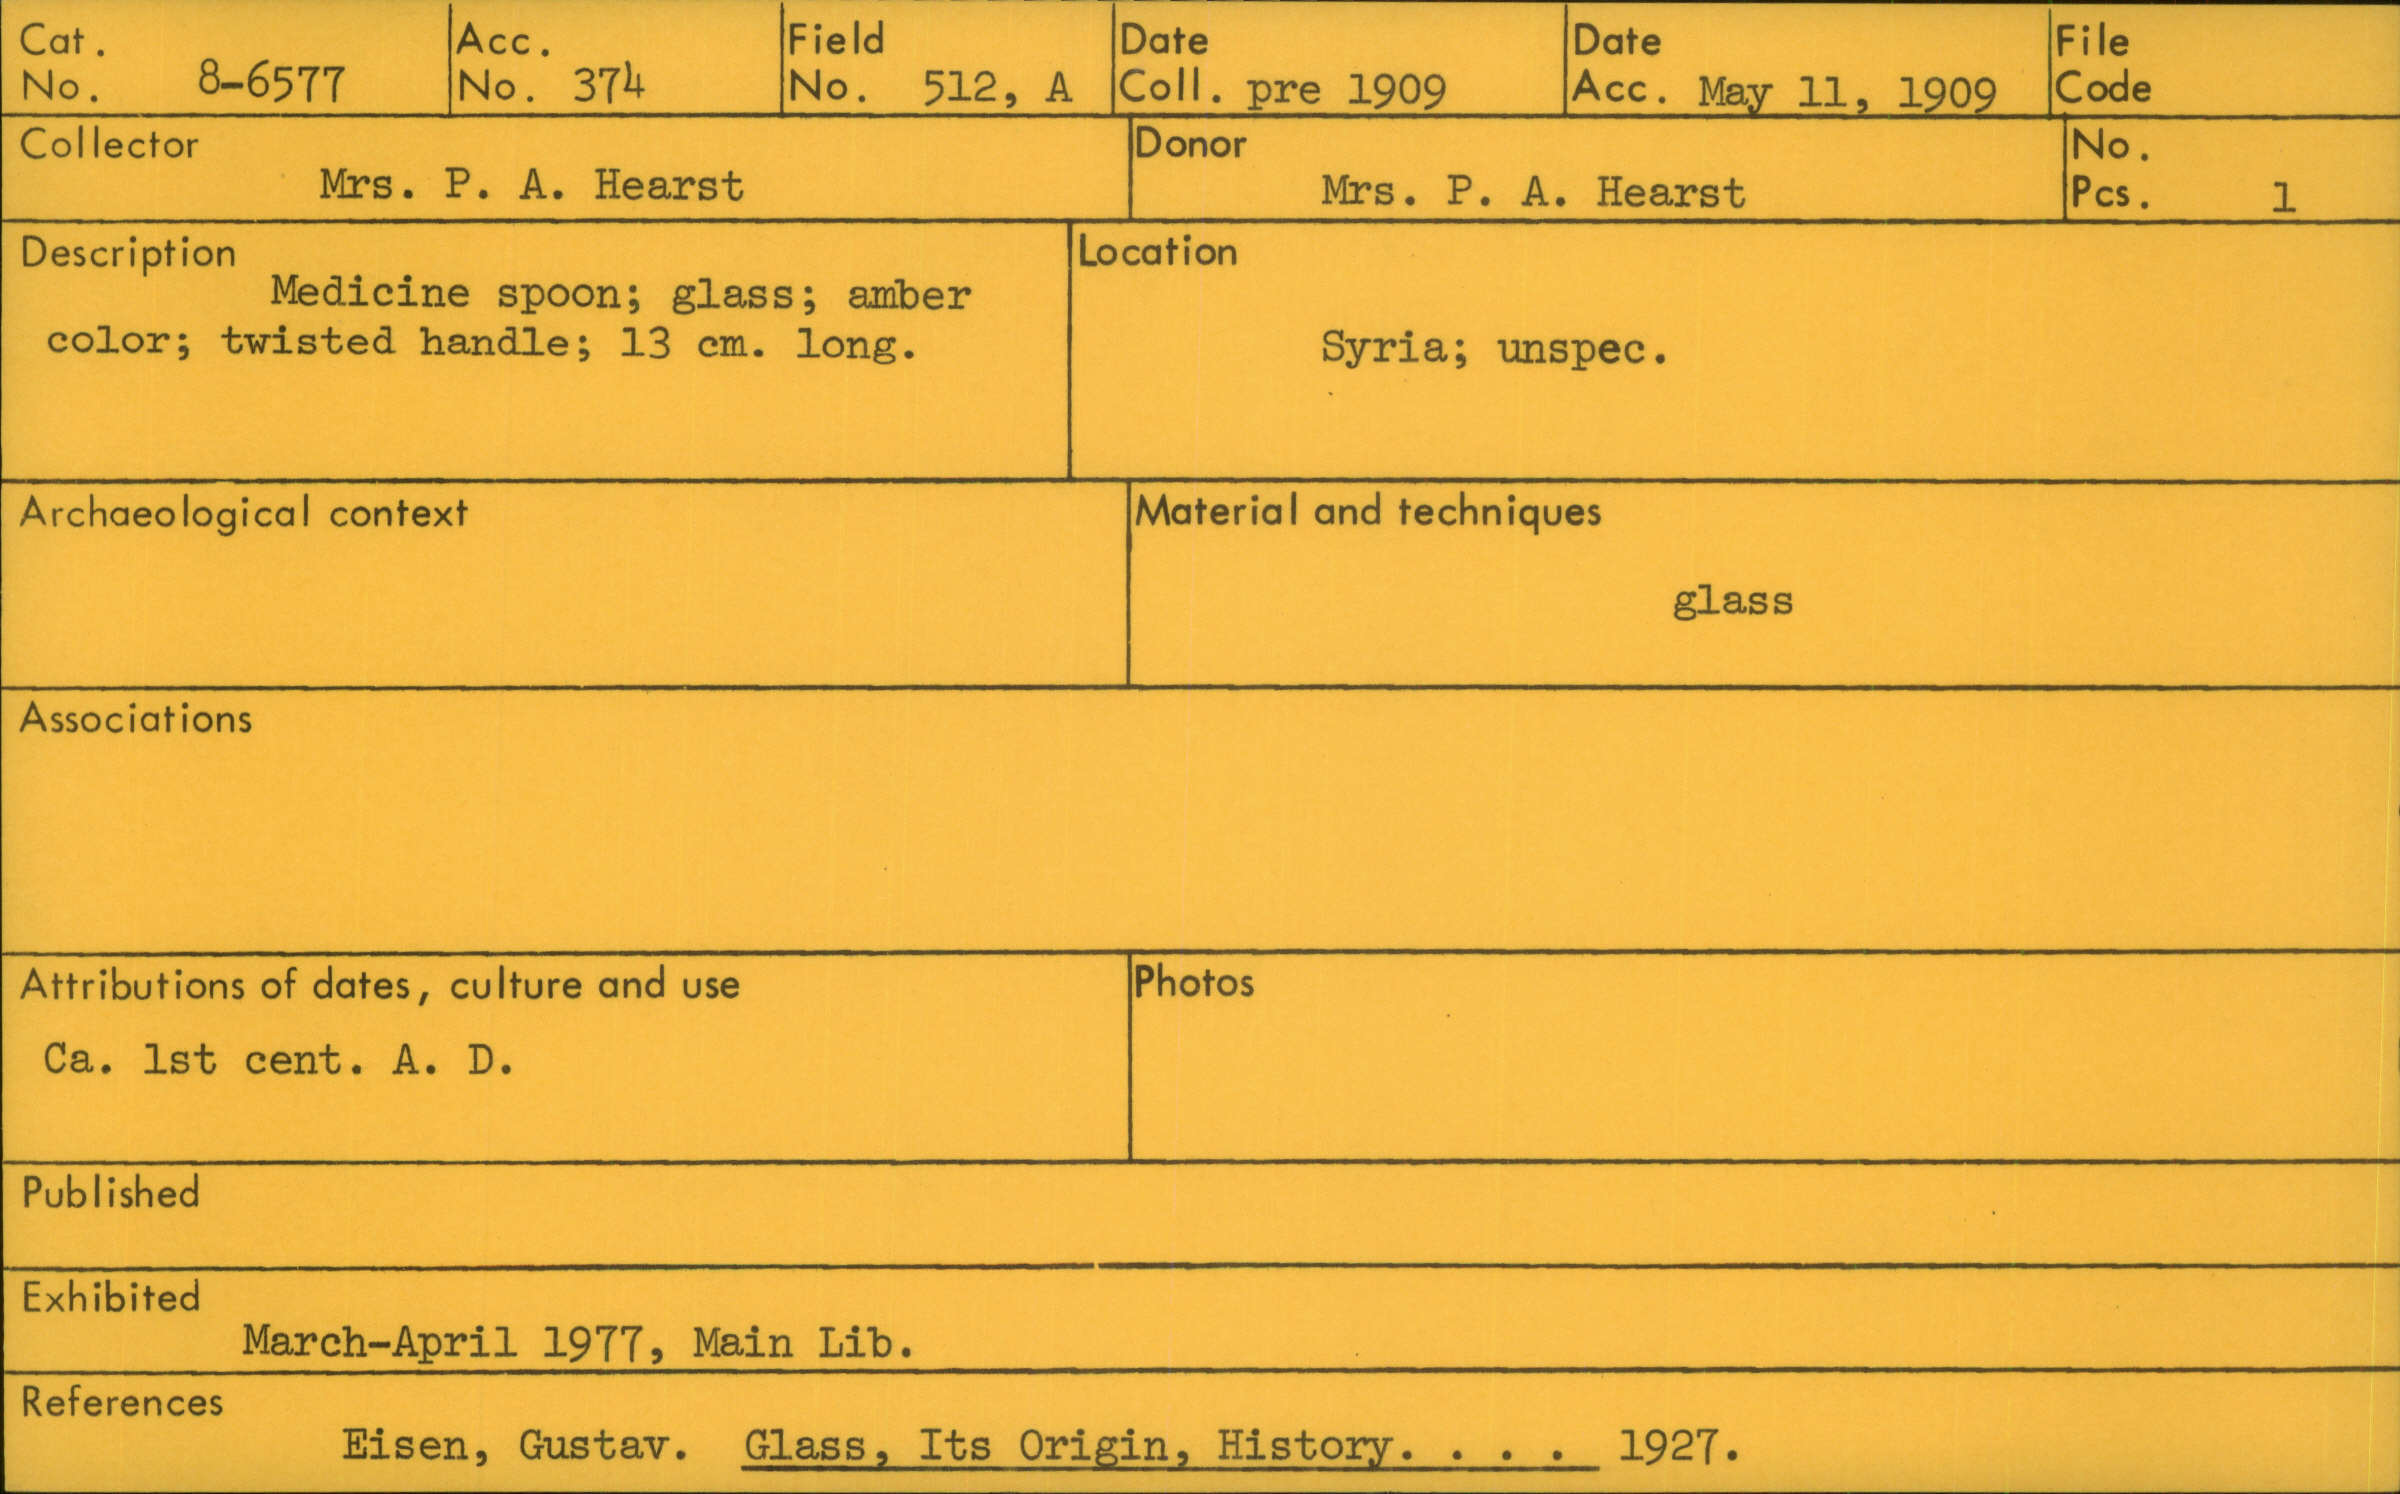 Cat. No. 8-6577
Acc. No. 374
Field No. 512, A
Date Coll. pre 1909
Date Acc. May 11, 1909
File Code
Collector
Mrs. P. A. Hearst
Donor
Mrs. P. A. Hearst
No. Pcs. 1
Description
Medicine spoon; glass; amber
color; twisted handle; 13 cm. long.
Location
Syria; unspec.
Archaeological context
Material and techniques
glass
Associations
Attributions of dates, culture and use
Ca. 1st cent. A. D.
Photos
Published
Exhibited
March-April 1977, Main Lib.
References
Eisen, Gustav. Glass, Its Origin, History. . . . 1927.